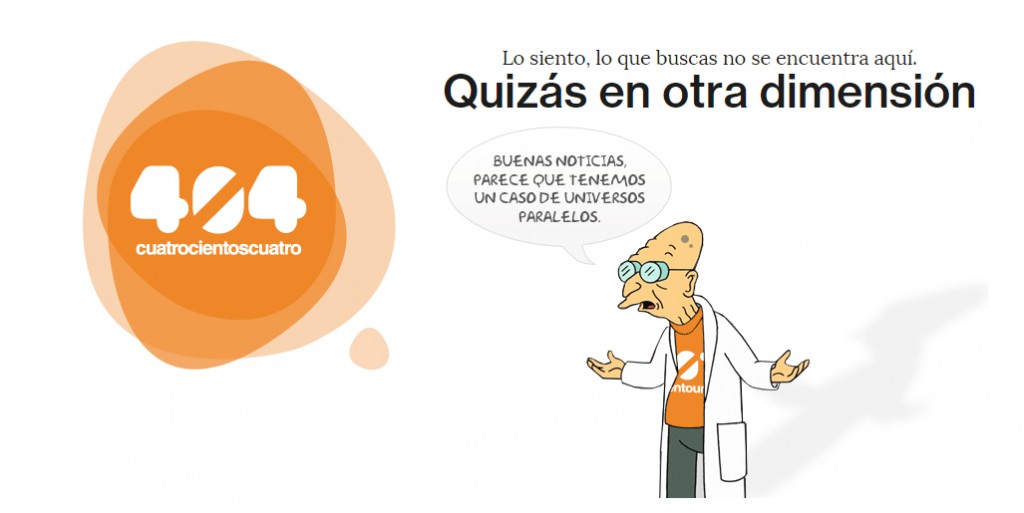 Lo siento, lo que buscas no se encuentra aquí.
Quizás en otra dimensión
BUENAS NOTICIAS,
PARECE QUE TENEMOS
UN CASO DE UNIVERSOS
PARALELOS.
404
cuatrocientoscuatro